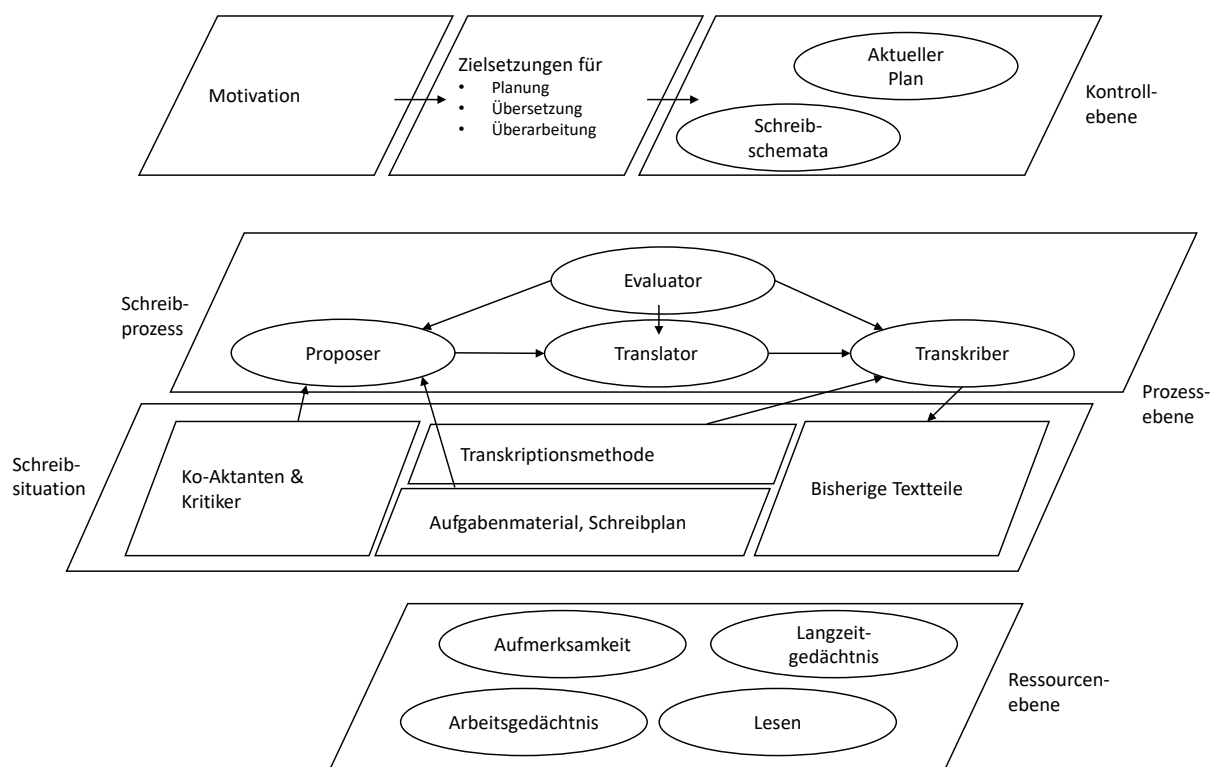 Motivation
Zielsetzungen für
• Planung
• Übersetzung
• Überarbeitung
Aktueller
Plan
Schreib-
schemata
Kontroll-
ebene
Schreib-
prozess
Evaluator
Proposer
Translator
Transkriber
Prozess-
ebene
Schreib-
situation
Ko-Aktanten &
Kritiker
Transkriptionsmethode
Aufgabenmaterial, Schreibplan
Bisherige Textteile
Aufmerksamkeit
Langzeit-
gedächtnis
Arbeitsgedächtnis
Lesen
Ressourcen-
ebene